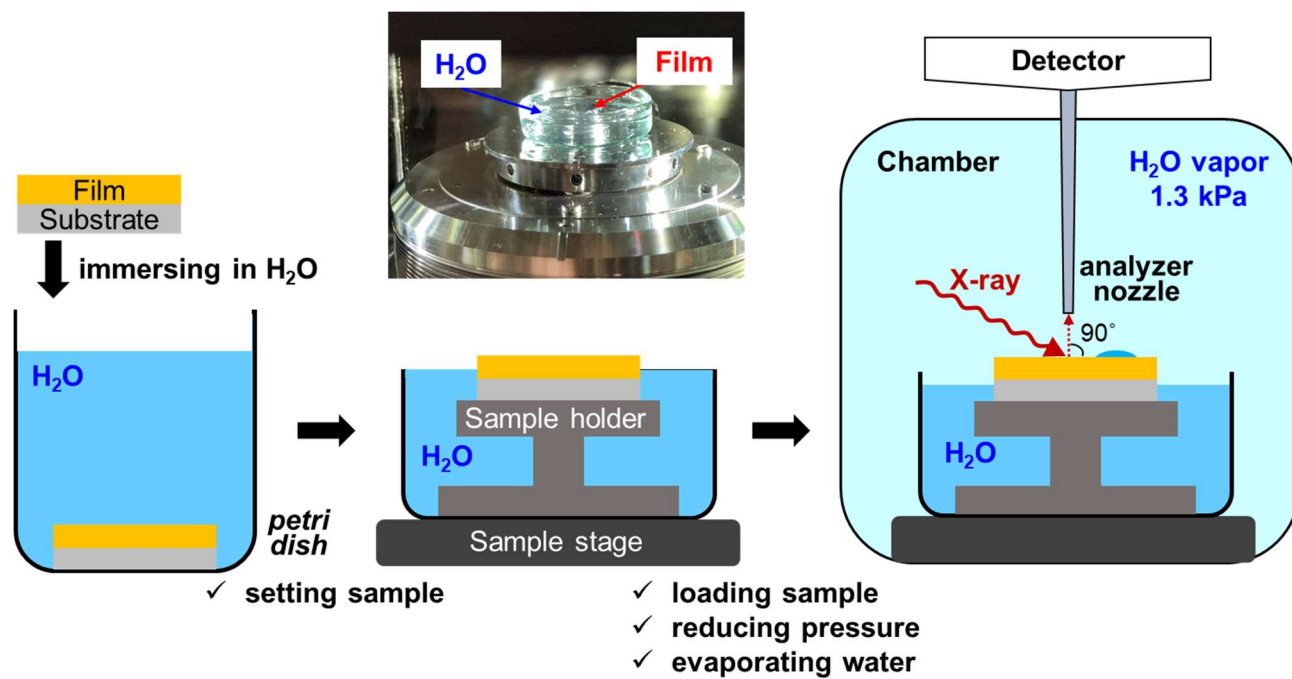 Film
Substrate
immersing in H₂O
H₂O
petri
dish
✓ setting sample
H₂O
Film
Sample holder
H₂O
Sample stage
✓ loading sample
✓ reducing pressure
✓ evaporating water
Detector
Chamber
H₂O vapor
1.3 kPa
X-ray
analyzer
nozzle
90°
H₂O